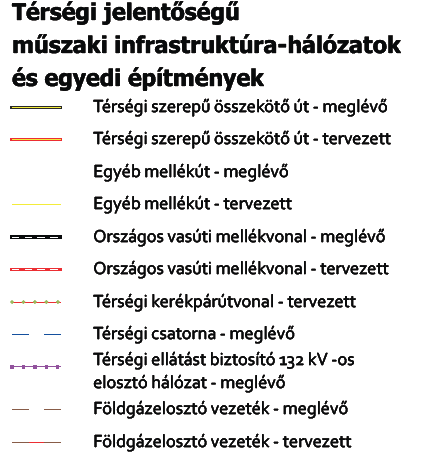 Térségi jelentőségű
műszaki infrastruktúra-hálózatok
és egyedi építmények
Térségi szerepű összekötő út - meglévő
Térségi szerepű összekötő út - tervezett
Egyéb mellékút - meglévő
Egyéb mellékút - tervezett
Országos vasúti mellékvonal - meglévő
Országos vasúti mellékvonal - tervezett
Térségi kerékpárútvonal - tervezett
Térségi csatorna - meglévő
Térségi ellátást biztosító 132 kV -os
elosztó hálózat - meglévő
Földgázelosztó vezeték - meglévő
Földgázelosztó vezeték - tervezett